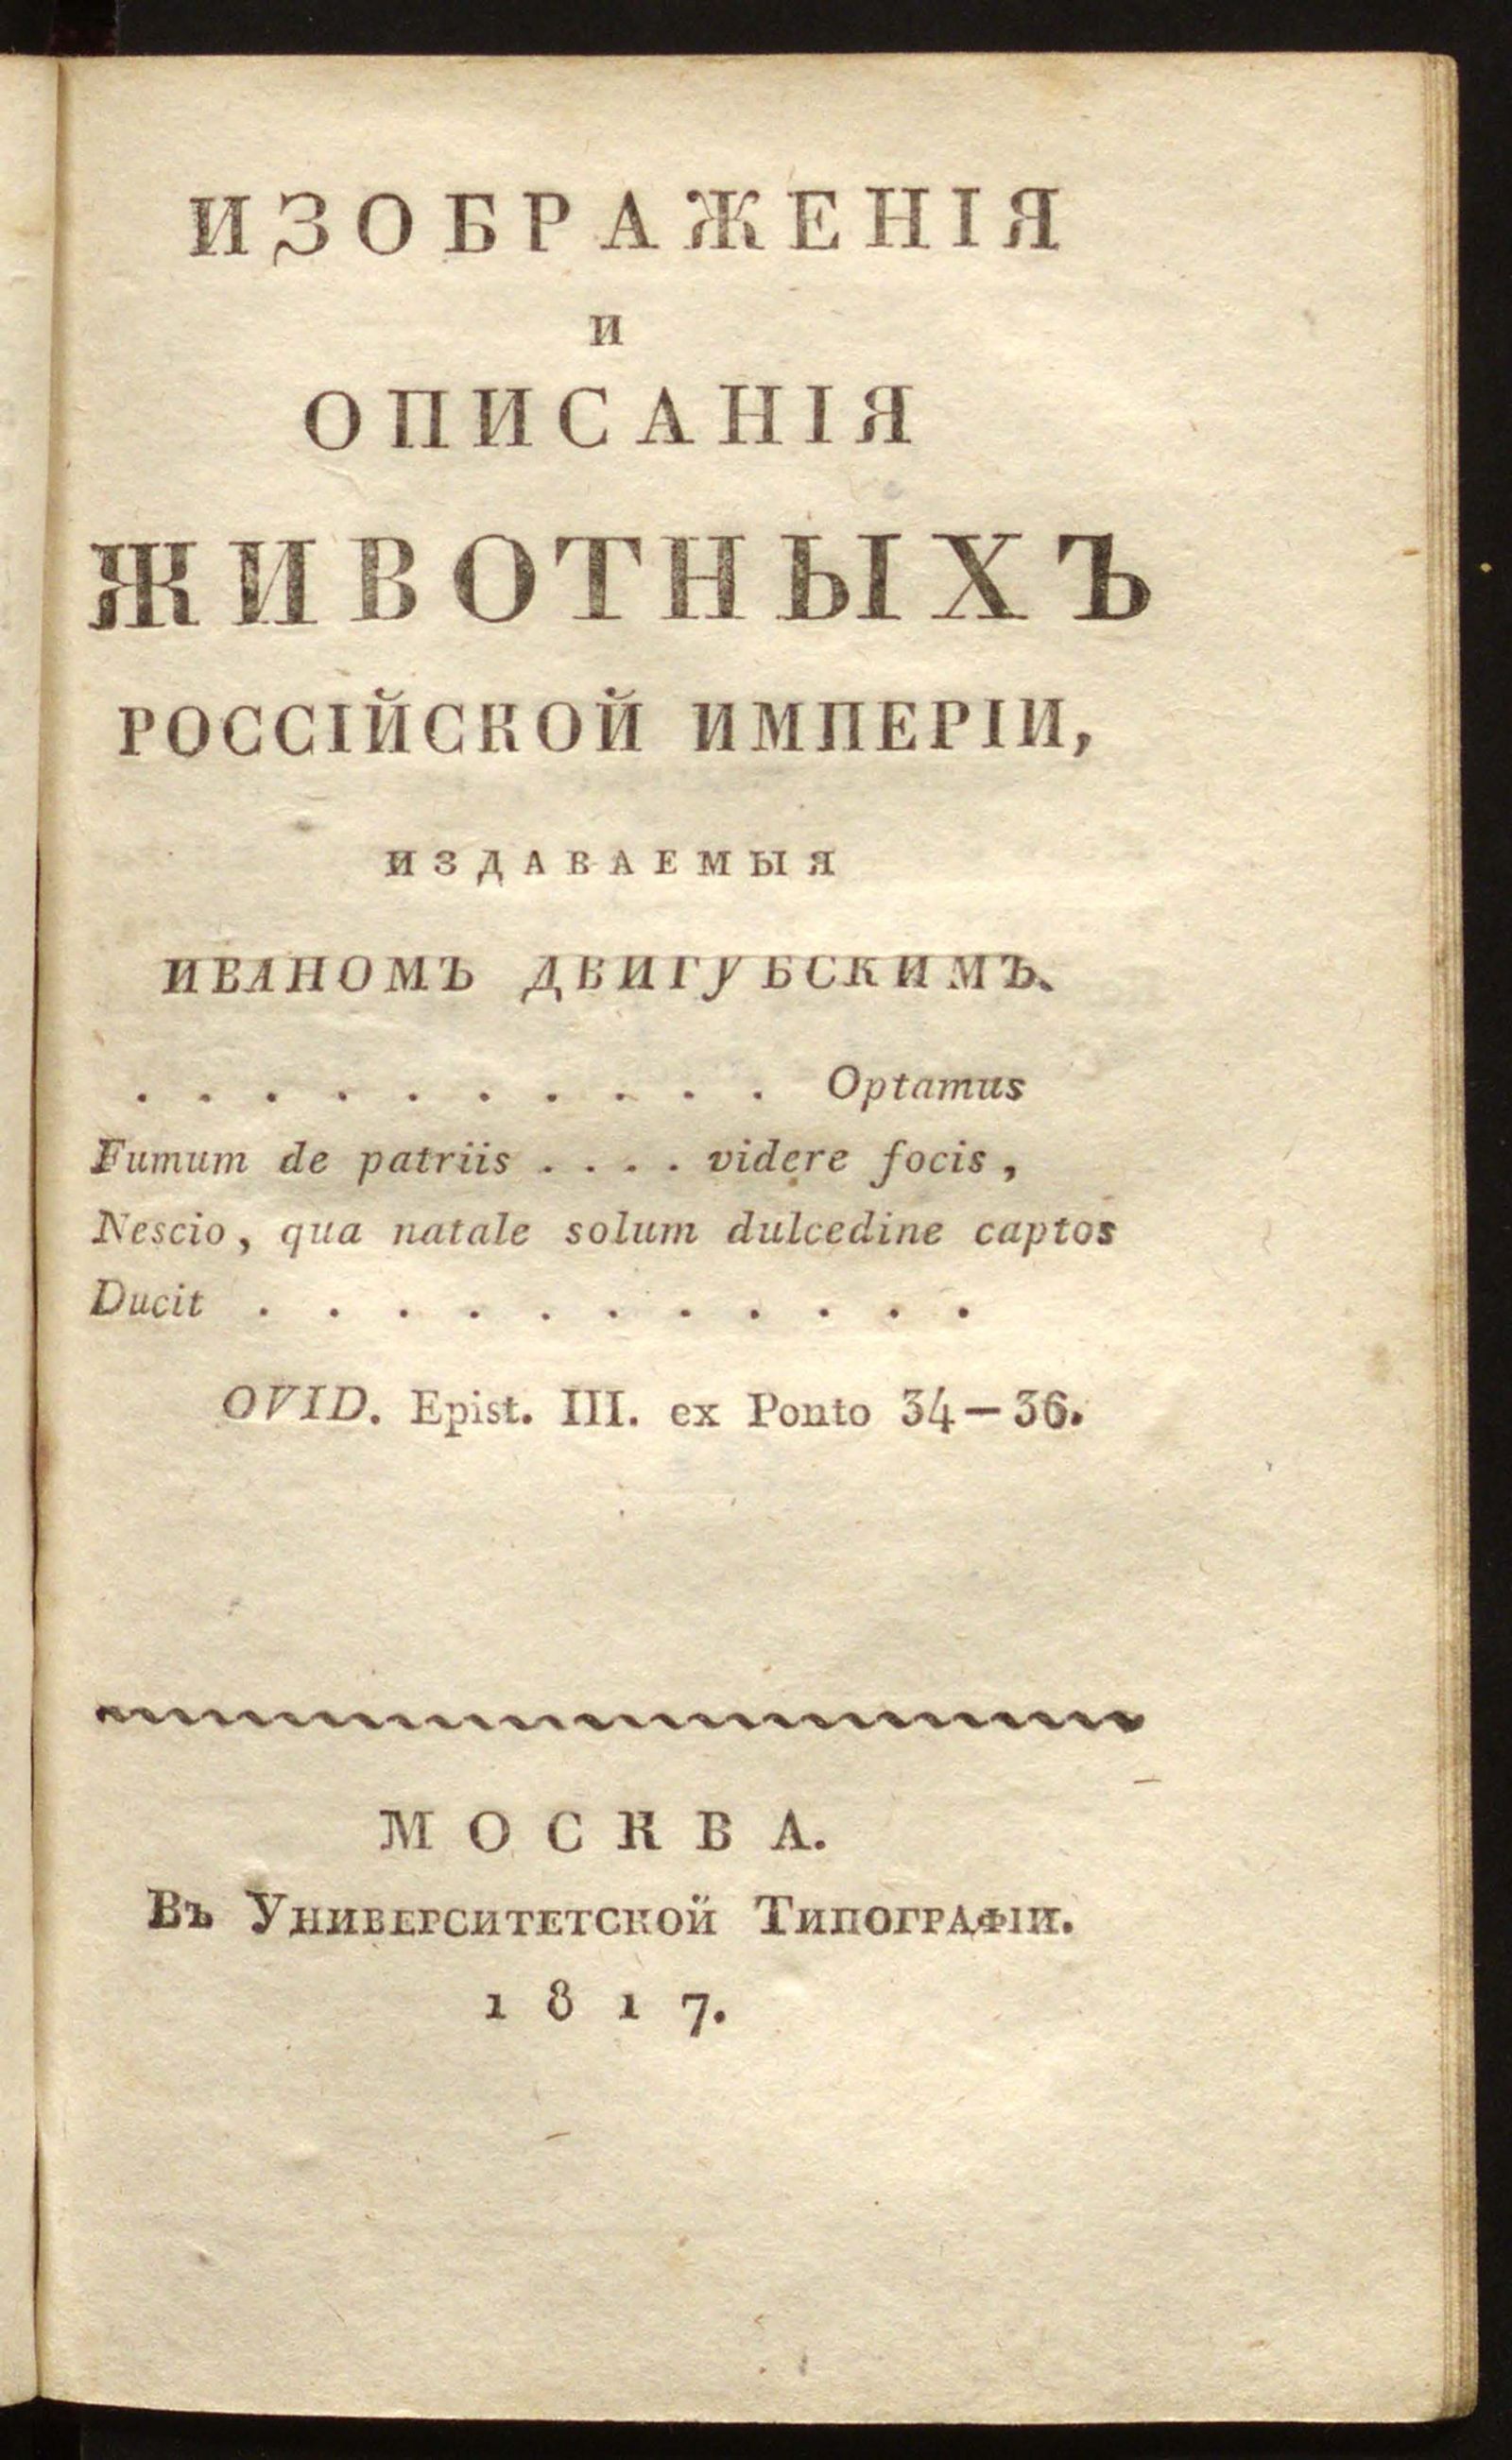 ИЗОБРАЖЕНІЯ
И
ОПИСАНІЯ
ЖИВОТНЫХЪ
РОССІЙСКОЙ ИМПЕРІИ,
ИЗДАВАЕМЫЯ
ИВАНОМЪ ДВИГУБСКИМЪ.
. . . . . . . . . . Optamus
Fumum de patriis . . . . videre focis,
Nescio, qua natale solum dulcedine captos
Ducit . . . . . . . . . . .
OVID. Epist. III. ex Ponto 34—36.
МОСКВА.
Въ Университетской Типографіи.
1817.